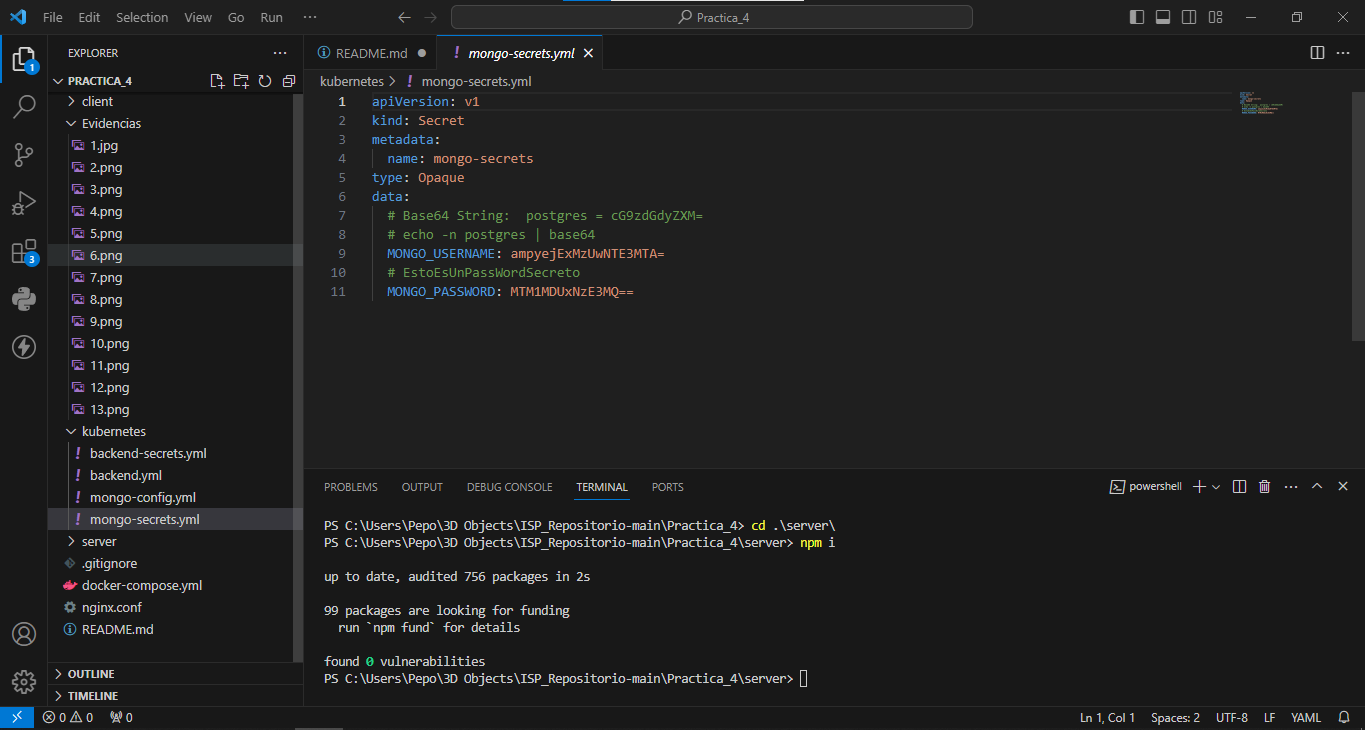 File Edit Selection View Go Run ··· Practica_4
EXPLORER ···
PRACTICA_4
client
Evidencias
1.jpg
2.png
3.png
4.png
5.png
6.png
7.png
8.png
9.png
10.png
11.png
12.png
13.png
kubernetes
backend-secrets.yml
backend.yml
mongo-config.yml
mongo-secrets.yml
server
.gitignore
docker-compose.yml
nginx.conf
README.md
OUTLINE
TIMELINE
1
3
README.md mongo-secrets.yml
kubernetes > mongo-secrets.yml
1 apiVersion: v1
2 kind: Secret
3 metadata:
4   name: mongo-secrets
5 type: Opaque
6 data:
7   # Base64 String:  postgres = cG9zdGdyZXM=
8   # echo -n postgres | base64
9   MONGO_USERNAME: ampyejExMzUwNTE3MTA=
10   # EstoEsUnPassWordSecreto
11   MONGO_PASSWORD: MTM1MDUxNzE3MQ==
PROBLEMS OUTPUT DEBUG CONSOLE TERMINAL PORTS powershell
PS C:\Users\Pepo\3D Objects\ISP_Repositorio-main\Practica_4> cd .\server\
PS C:\Users\Pepo\3D Objects\ISP_Repositorio-main\Practica_4\server> npm i
up to date, audited 756 packages in 2s
99 packages are looking for funding
  run `npm fund` for details
found 0 vulnerabilities
PS C:\Users\Pepo\3D Objects\ISP_Repositorio-main\Practica_4\server>
0 0 0 Ln 1, Col 1 Spaces: 2 UTF-8 LF YAML